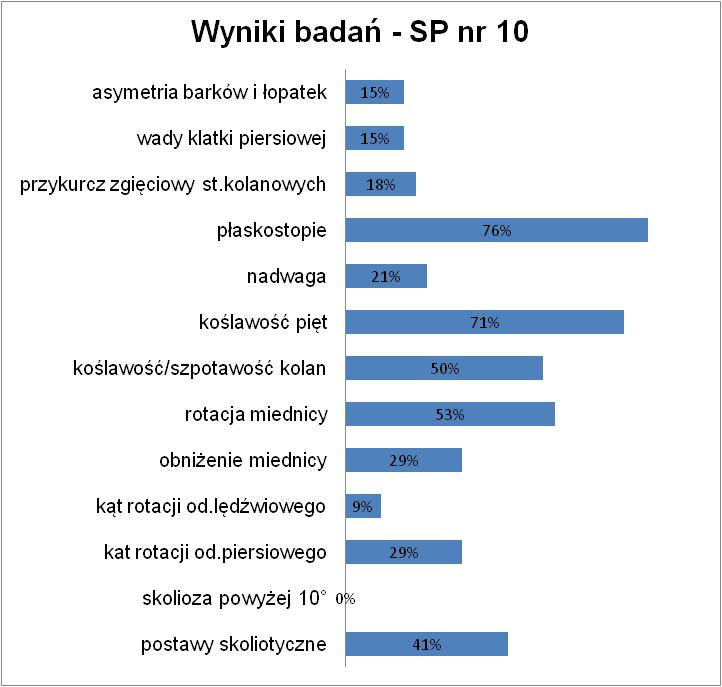 Wyniki badań - SP nr 10
asymetria barków i łopatek 15%
wady klatki piersiowej 15%
przykurcz zgięciowy st.kolanowych 18%
płaskostopie 76%
nadwaga 21%
koślawość pięt 71%
koślawość/szpotawość kolan 50%
rotacja miednicy 53%
obniżenie miednicy 29%
kąt rotacji od.lędźwiowego 9%
kat rotacji od.piersiowego 29%
skolioza powyżej 10° 0%
postawy skoliotyczne 41%